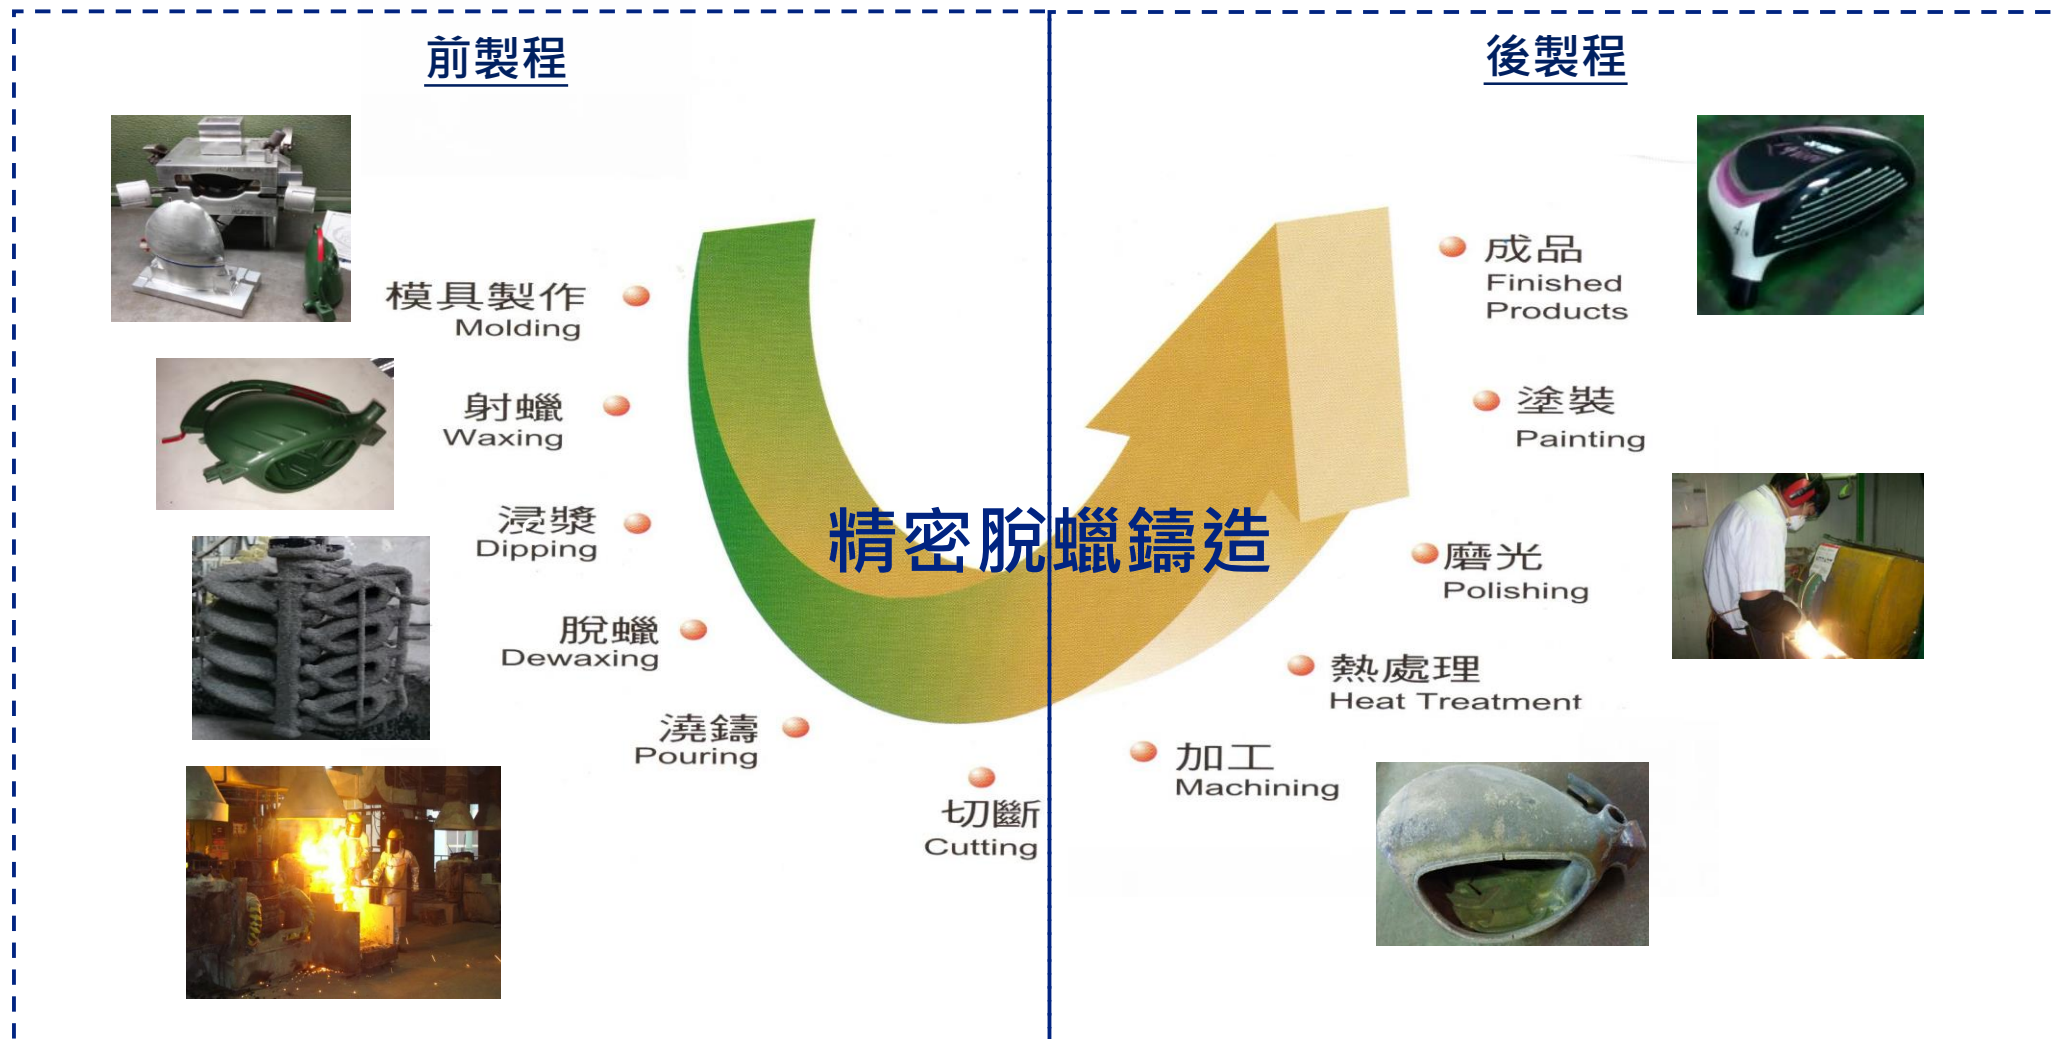 前製程
後製程
模具製作
Molding
射蠟
Waxing
浸漿
Dipping
脫蠟
Dewaxing
澆鑄
Pouring
切斷
Cutting
精密脫蠟鑄造
加工
Machining
熱處理
Heat Treatment
磨光
Polishing
塗裝
Painting
成品
Finished
Products